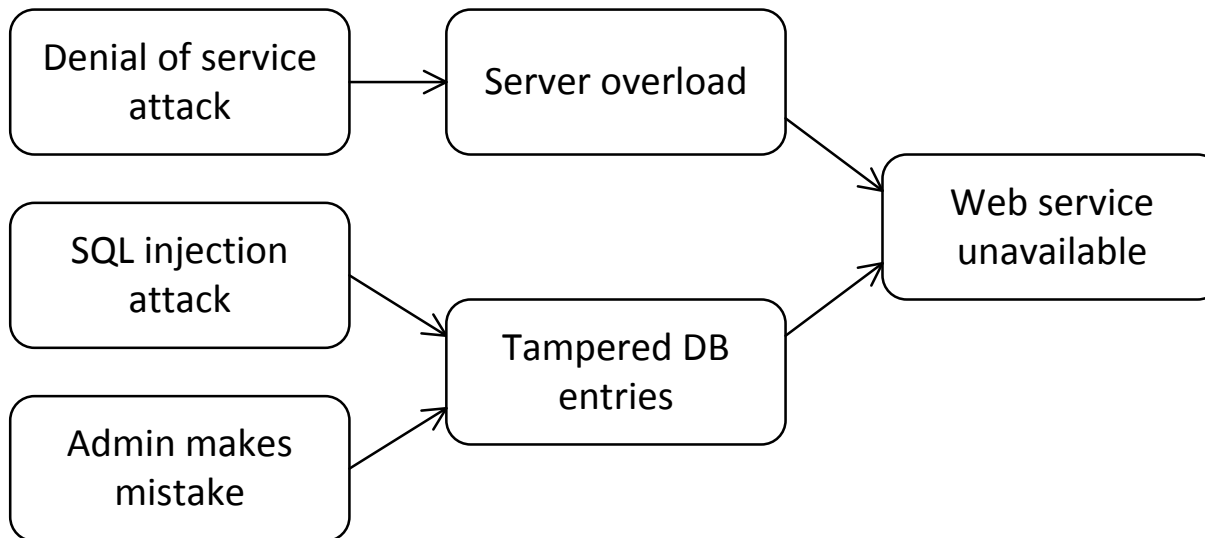 Denial of service
attack
Server overload
SQL injection
attack
Web service
unavailable
Tampered DB
entries
Admin makes
mistake